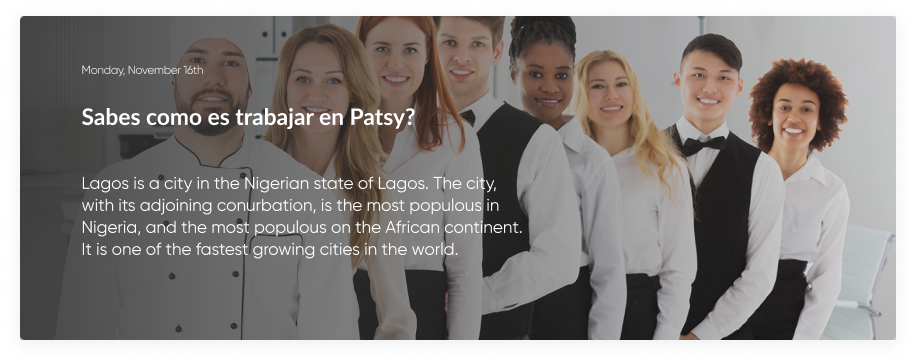 Monday, November 16th
Sabes como es trabajar en Patsy?
Lagos is a city in the Nigerian state of Lagos. The city,
with its adjoining conurbation, is the most populous in
Nigeria, and the most populous on the African continent.
It is one of the fastest growing cities in the world.